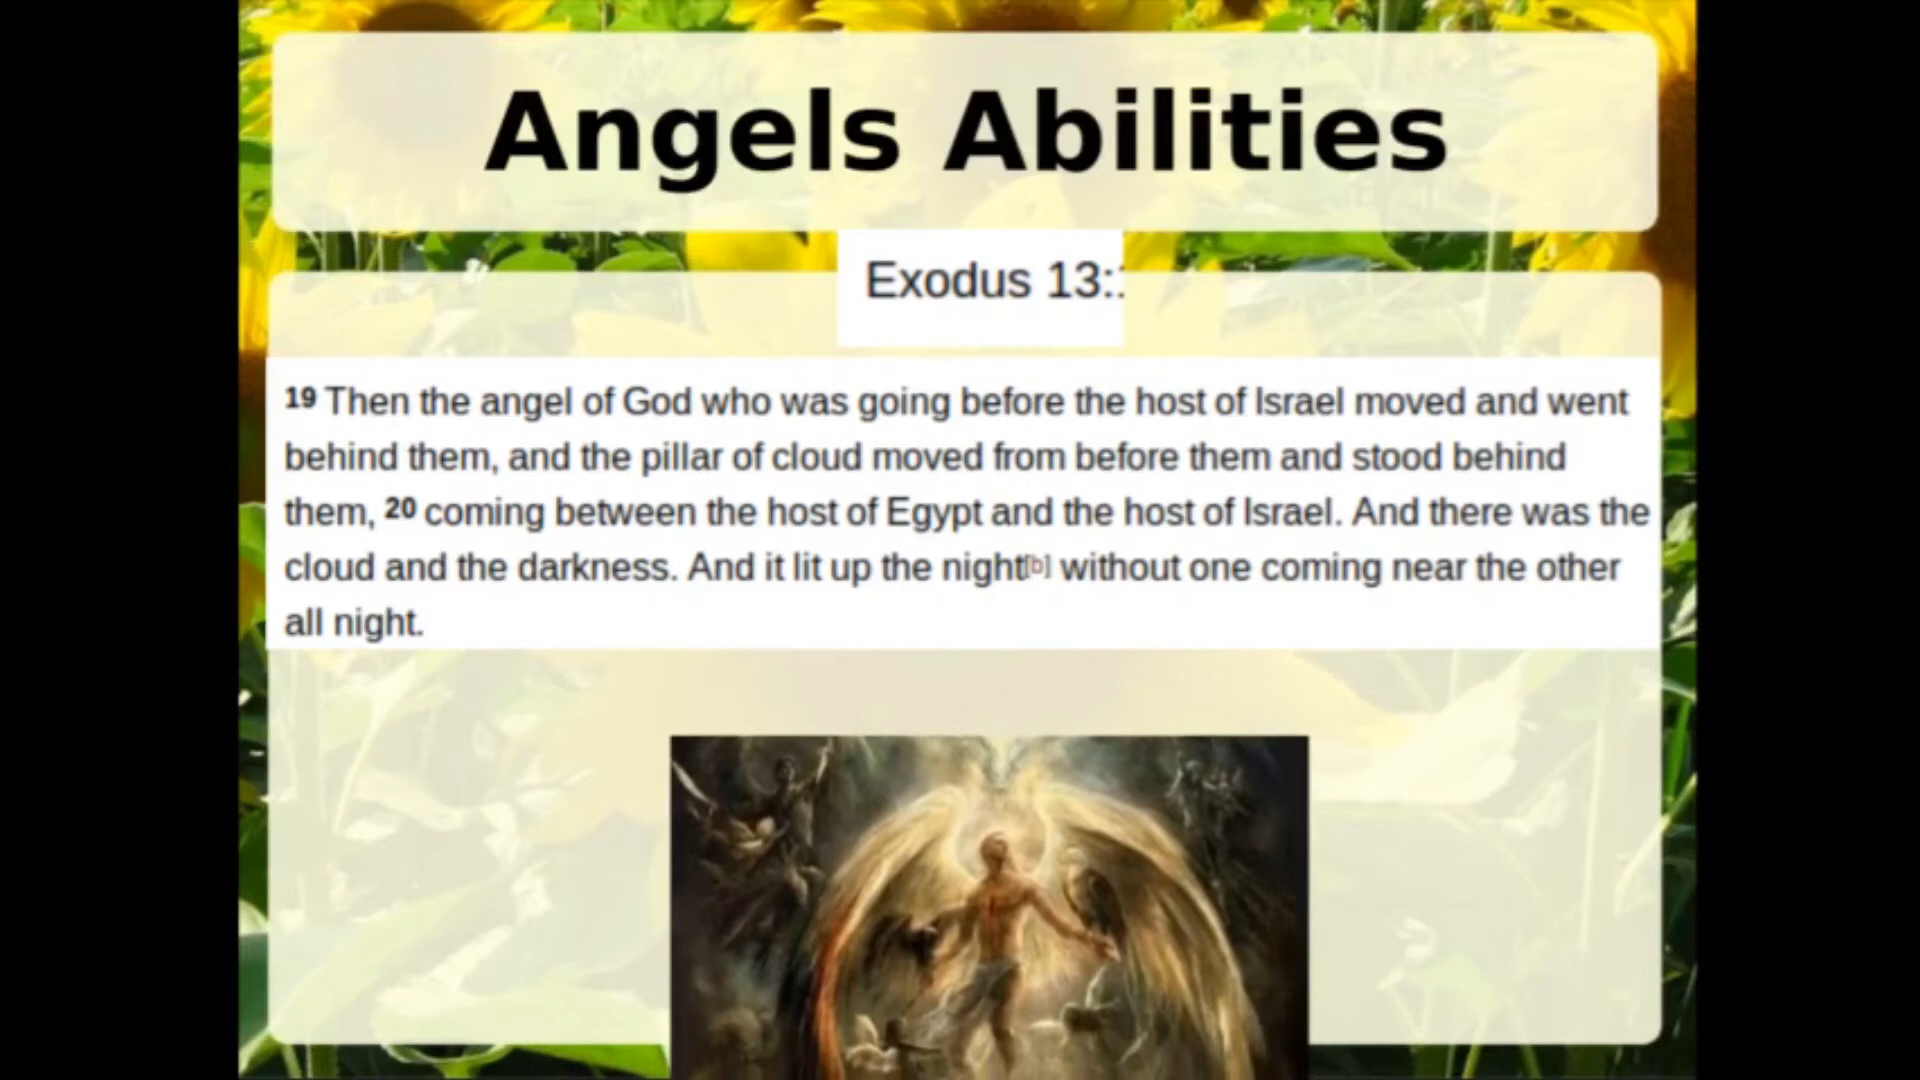 Angels Abilities
Exodus 13:
19 Then the angel of God who was going before the host of Israel moved and went
behind them, and the pillar of cloud moved from before them and stood behind
them, 20 coming between the host of Egypt and the host of Israel. And there was the
cloud and the darkness. And it lit up the night[b] without one coming near the other
all night.